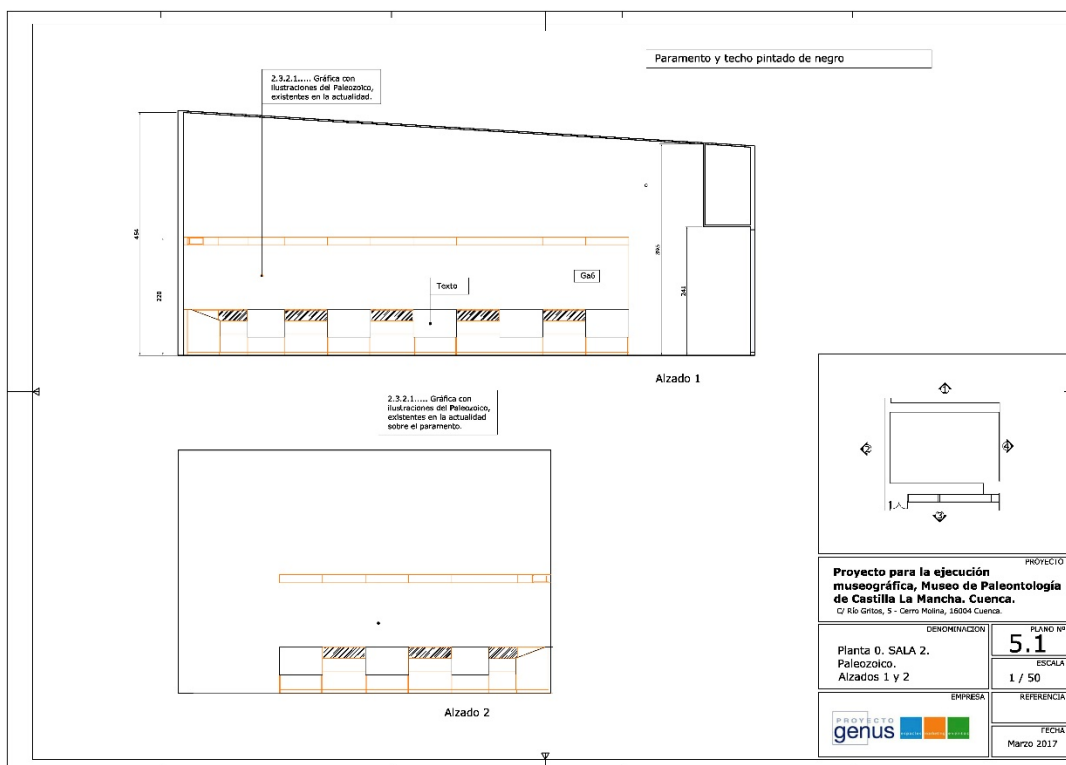 Paramento y techo pintado de negro
2.3.2.1..... Gráfica con
ilustraciones del Paleozoico,
existentes en la actualidad.
454
220
395
241
Ga6
Texto
Alzado 1
2.3.2.1..... Gráfica con
ilustraciones del Paleozoico,
existentes en la actualidad
sobre el paramento.
Alzado 2
1
2
4
3
PROYECTO
Proyecto para la ejecución
museográfica, Museo de Paleontología
de Castilla La Mancha. Cuenca.
C/ Río Gritos, 5 - Cerro Molina, 16004 Cuenca.
DENOMINACION
Planta 0. SALA 2.
Paleozoico.
Alzados 1 y 2
PLANO Nº
5.1
ESCALA
1 / 50
EMPRESA
PROYECTO
genus
REFERENCIA
FECHA
Marzo 2017